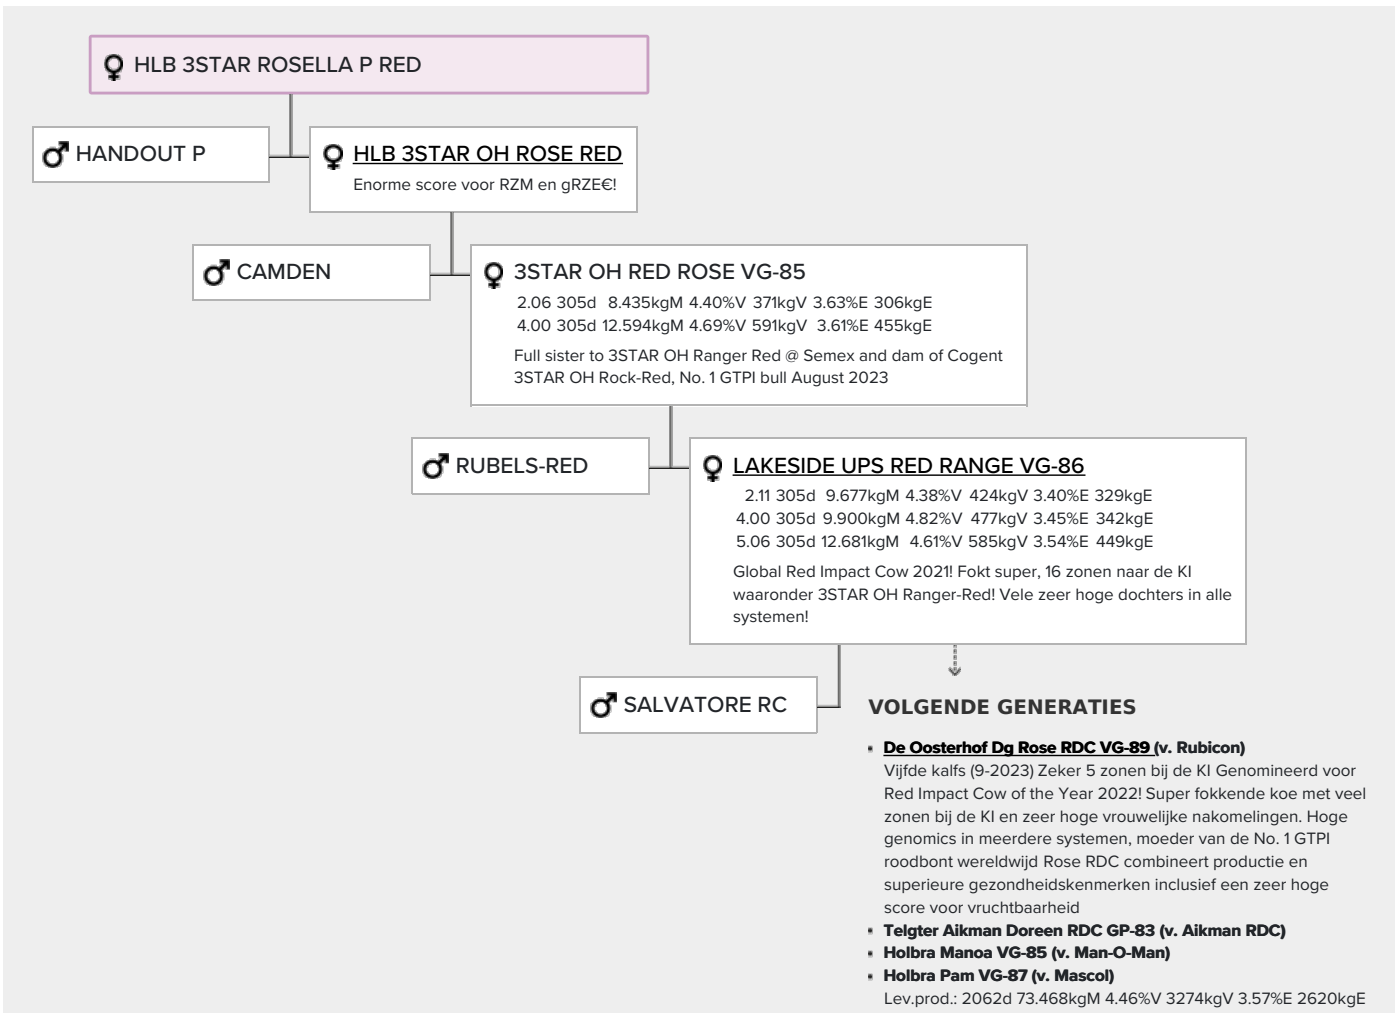 HLB 3STAR ROSELLA P RED
HANDOUT P
HLB 3STAR OH ROSE RED
Enorme score voor RZM en gRZE€!
CAMDEN
3STAR OH RED ROSE VG-85
2.06 305d 8.435kgM 4.40%V 371kgV 3.63%E 306kgE
4.00 305d 12.594kgM 4.69%V 591kgV 3.61%E 455kgE
Full sister to 3STAR OH Ranger Red @ Semex and dam of Cogent
3STAR OH Rock-Red, No. 1 GTPI bull August 2023
RUBELS-RED
LAKESIDE UPS RED RANGE VG-86
2.11 305d 9.677kgM 4.38%V 424kgV 3.40%E 329kgE
4.00 305d 9.900kgM 4.82%V 477kgV 3.45%E 342kgE
5.06 305d 12.681kgM 4.61%V 585kgV 3.54%E 449kgE
Global Red Impact Cow 2021! Fokt super, 16 zonen naar de KI
waaronder 3STAR OH Ranger-Red! Vele zeer hoge dochters in alle
systemen!
SALVATORE RC
VOLGENDE GENERATIES
De Oosterhof Dg Rose RDC VG-89 (v. Rubicon)
Vijfde kalfs (9-2023) Zeker 5 zonen bij de KI Genomineerd voor
Red Impact Cow of the Year 2022! Super fokkende koe met veel
zonen bij de KI en zeer hoge vrouwelijke nakomelingen. Hoge
genomics in meerdere systemen, moeder van de No. 1 GTPI
roodbont wereldwijd Rose RDC combineert productie en
superieure gezondheidskenmerken inclusief een zeer hoge
score voor vruchtbaarheid
Telgter Aikman Doreen RDC GP-83 (v. Aikman RDC)
Holbra Manoa VG-85 (v. Man-O-Man)
Holbra Pam VG-87 (v. Mascol)
Lev.prod.: 2062d 73.468kgM 4.46%V 3274kgV 3.57%E 2620kgE